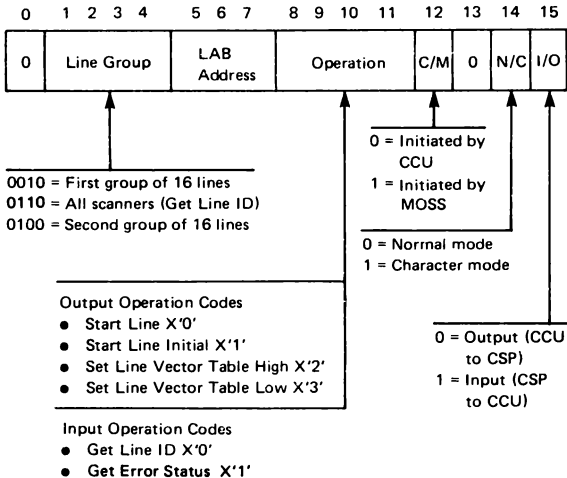 0 1 2 3 4 5 6 7 8 9 10 11 12 13 14 15
0 Line Group LAB Address Operation C/M 0 N/C I/O
0010 = First group of 16 lines
0110 = All scanners (Get Line ID)
0100 = Second group of 16 lines
0 = Initiated by
CCU
1 = Initiated by
MOSS
0 = Normal mode
1 = Character mode
Output Operation Codes
● Start Line X'0'
● Start Line Initial X'1'
● Set Line Vector Table High X'2'
● Set Line Vector Table Low X'3'
0 = Output (CCU
to CSP)
1 = Input (CSP
to CCU)
Input Operation Codes
● Get Line ID X'0'
● Get Error Status X'1'